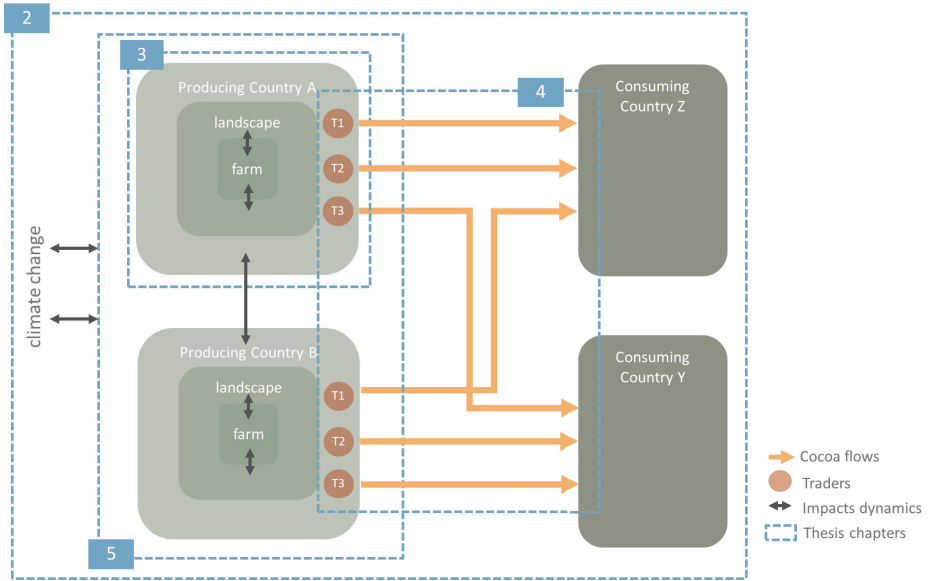 2
3
Producing Country A
landscape
farm
T1
T2
T3
4
Consuming
Country Z
climate change
Producing Country B
landscape
farm
T1
T2
T3
Consuming
Country Y
5
Cocoa flows
Traders
Impacts dynamics
Thesis chapters